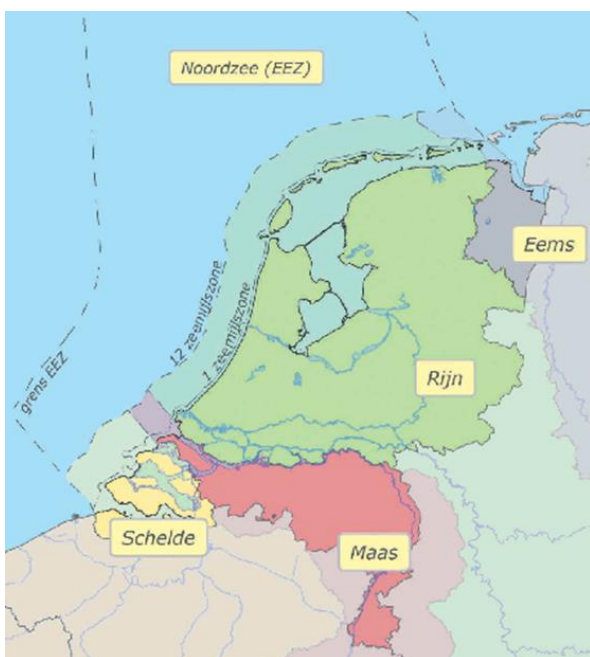 Noordzee (EEZ)
Eems
12 zeemijlszone
1 zeemijlszone
grens EEZ
Rijn
Schelde
Maas